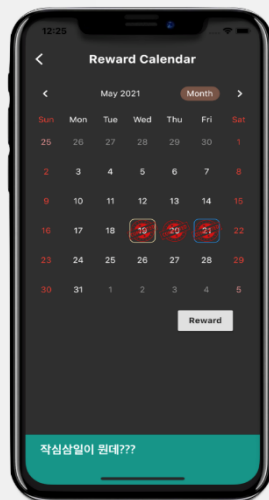 12:25
Reward Calendar
May 2021 Month
Sun Mon Tue Wed Thu Fri Sat
25 26 27 28 29 30 1
2 3 4 5 6 7 8
9 10 11 12 13 14 15
16 17 18 19 20 21 22
23 24 25 26 27 28 29
30 31 1 2 3 4 5
Reward
작심삼일이 뭔데???